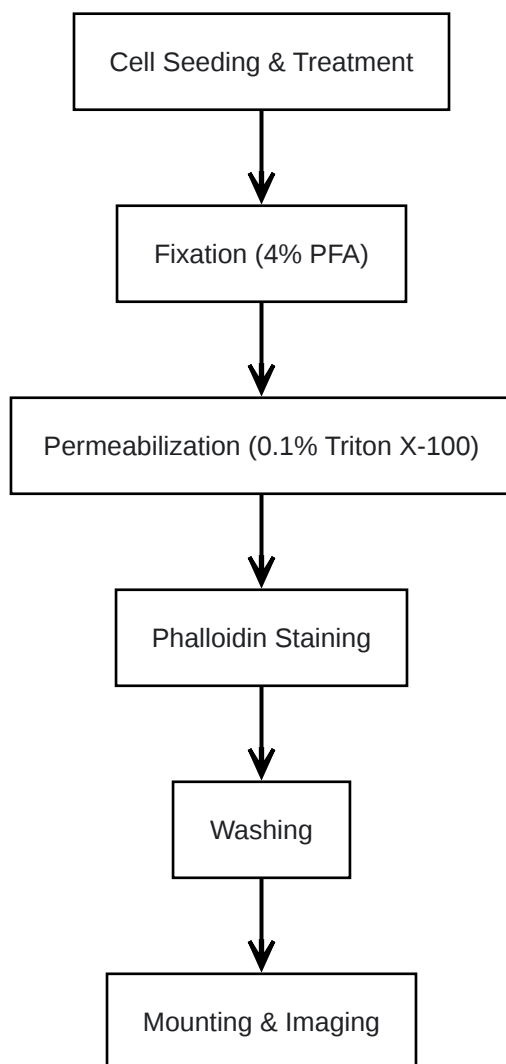 Cell Seeding & Treatment
Fixation (4% PFA)
Permeabilization (0.1% Triton X-100)
Phalloidin Staining
Washing
Mounting & Imaging